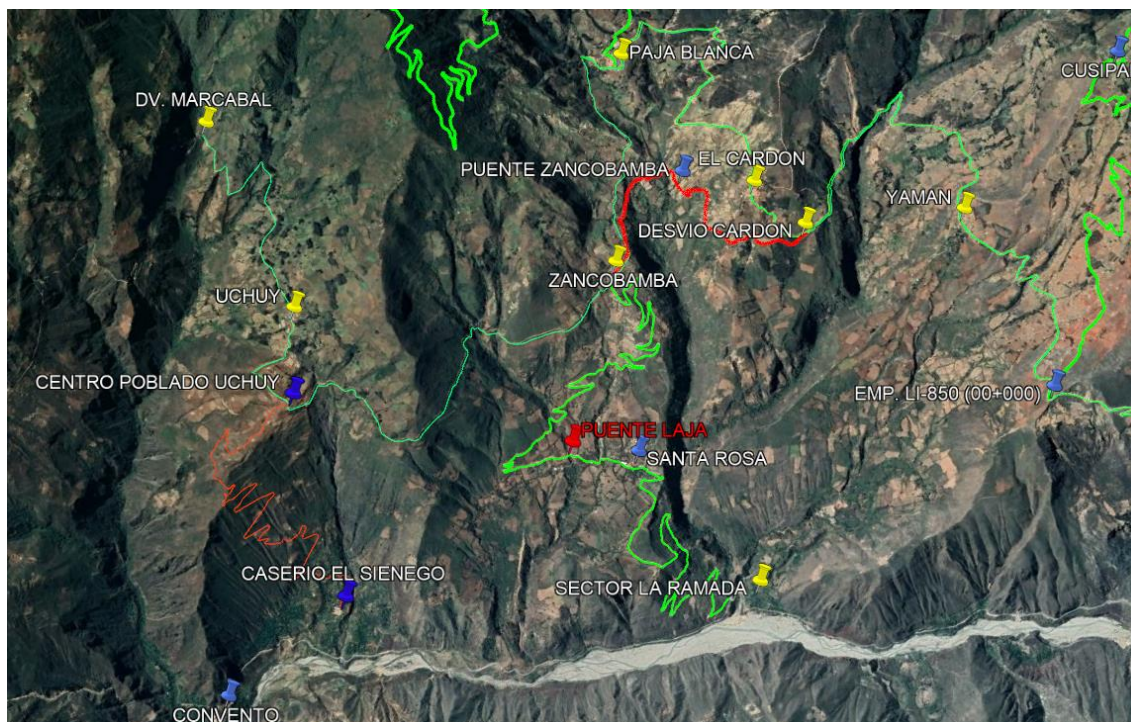 PAJA BLANCA
CUSIPA
DV. MARCABAL
PUENTE ZANCOBAMBA
EL CARDON
YAMAN
DESVIO CARDON
ZANCOBAMBA
UCHUY
CENTRO POBLADO UCHUY
EMP. LI-850 (00+000)
PUENTE LAJA
SANTA ROSA
CASERIO EL SIENEGO
SECTOR LA RAMADA
CONVENTO